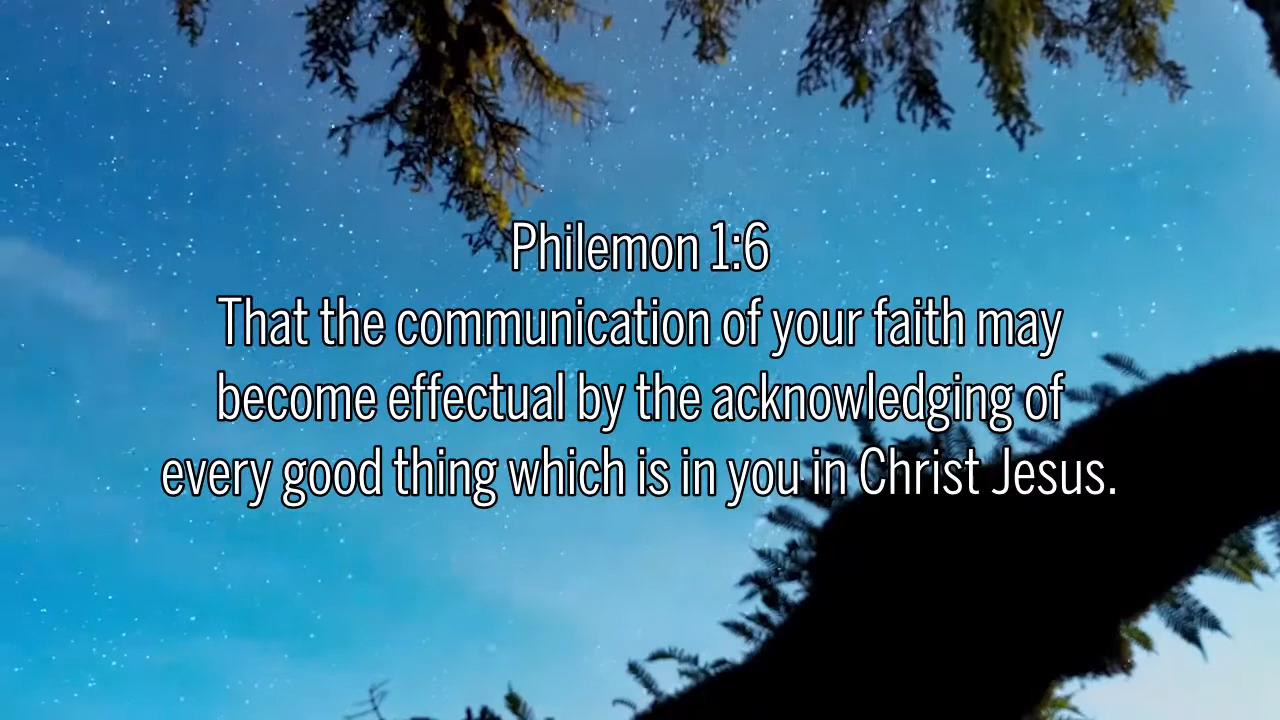 Philemon 1:6
That the communication of your faith may
become effectual by the acknowledging of
every good thing which is in you in Christ Jesus.